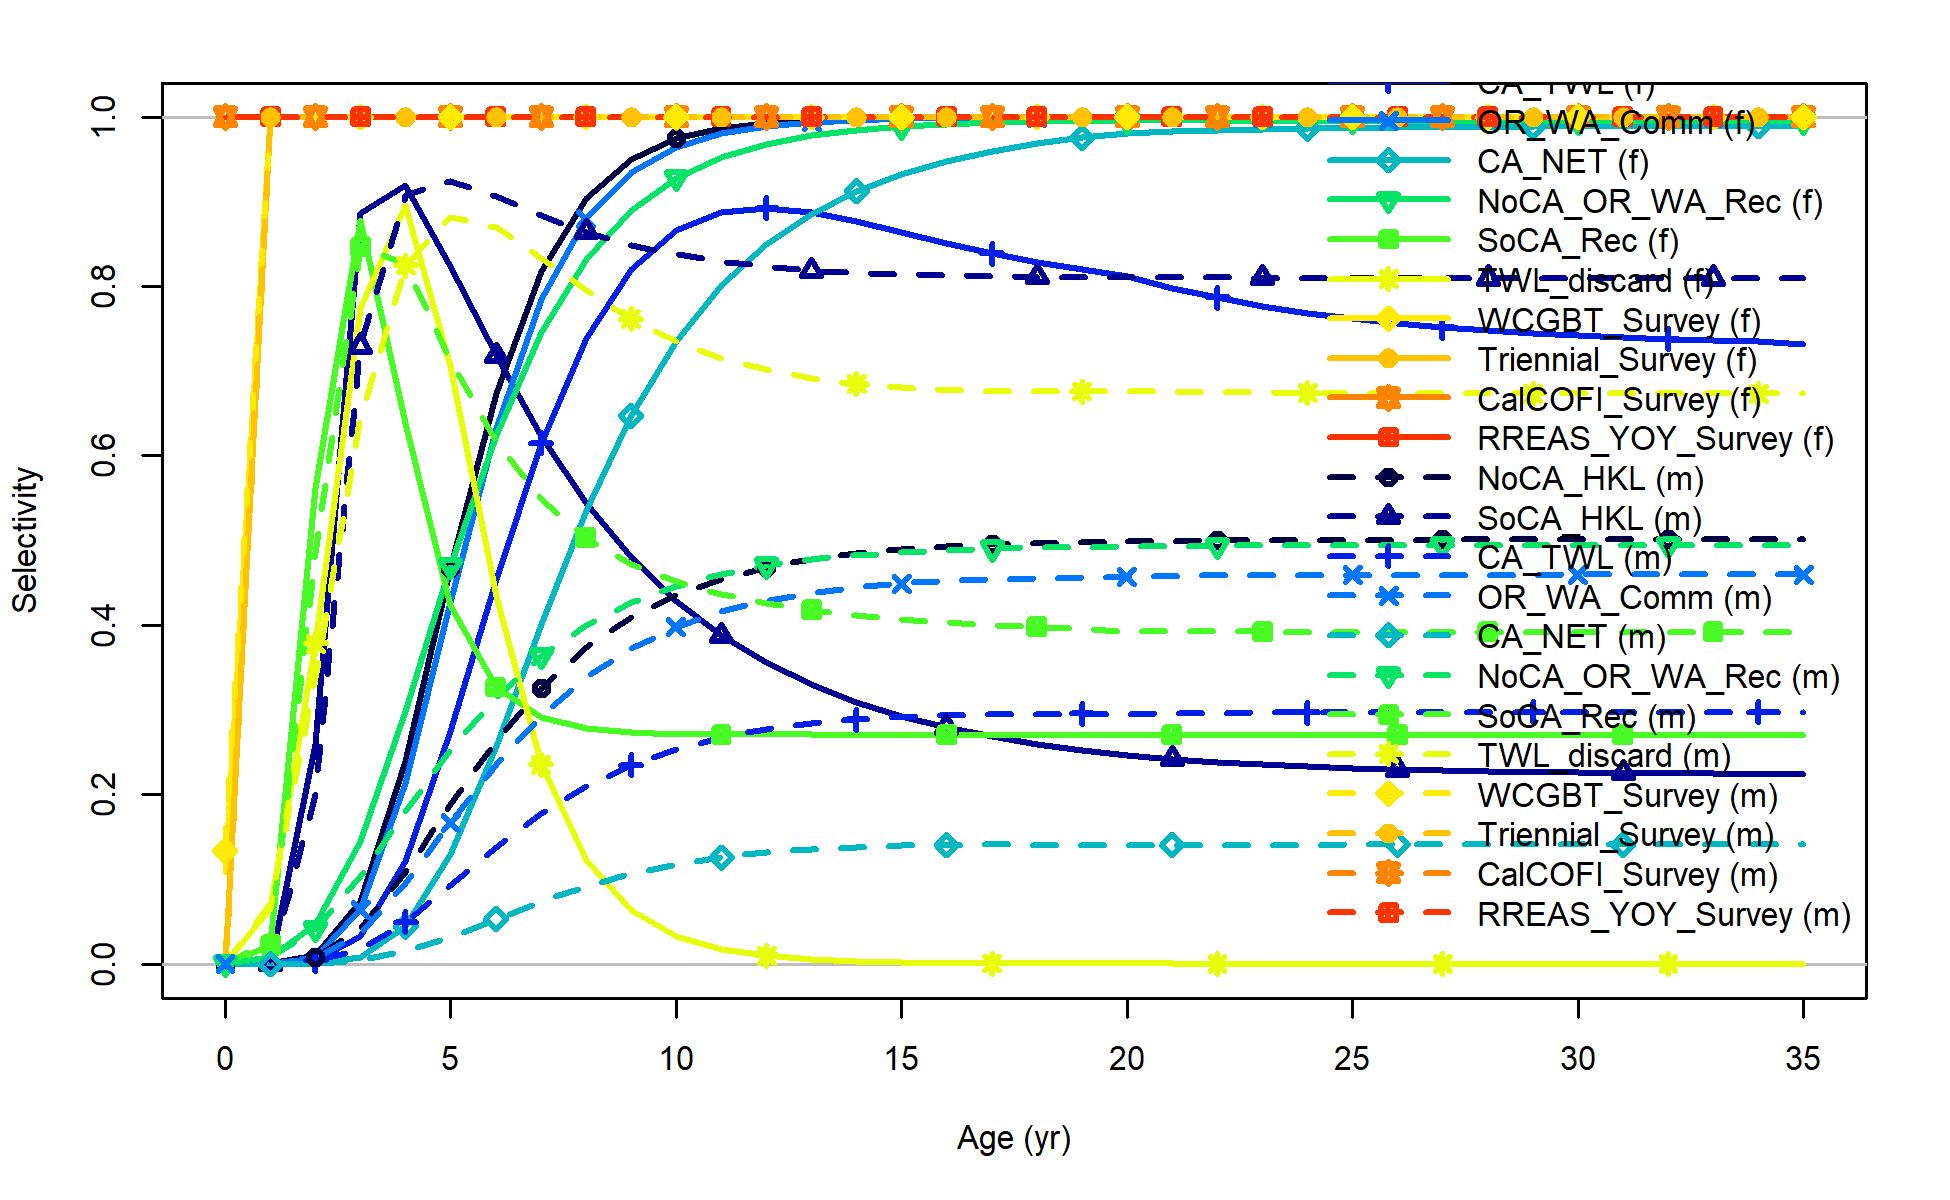 CA_TWL (f)
OR_WA_Comm (f)
CA_NET (f)
NoCA_OR_WA_Rec (f)
SoCA_Rec (f)
TWL_discard (f)
WCGBT_Survey (f)
Triennial_Survey (f)
CalCOFI_Survey (f)
RREAS_YOY_Survey (f)
NoCA_HKL (m)
SoCA_HKL (m)
CA_TWL (m)
OR_WA_Comm (m)
CA_NET (m)
NoCA_OR_WA_Rec (m)
SoCA_Rec (m)
TWL_discard (m)
WCGBT_Survey (m)
Triennial_Survey (m)
CalCOFI_Survey (m)
RREAS_YOY_Survey (m)
1.0
0.8
0.6
0.4
0.2
0.0
Selectivity
0 5 10 15 20 25 30 35
Age (yr)